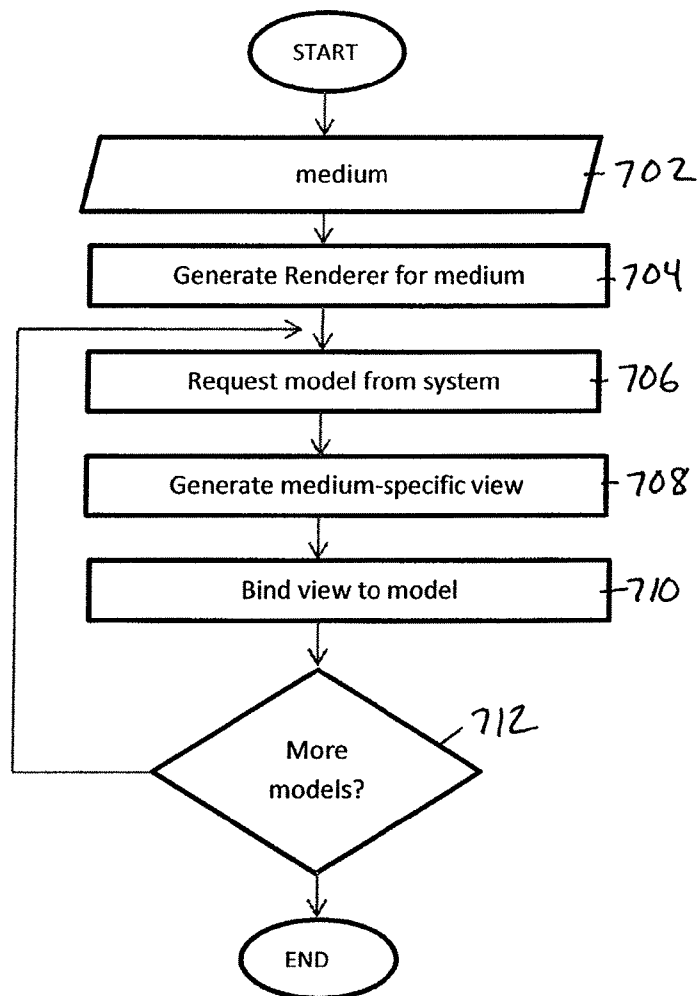 START
medium
702
Generate Renderer for medium
704
Request model from system
706
Generate medium-specific view
708
Bind view to model
710
712
More
models?
END